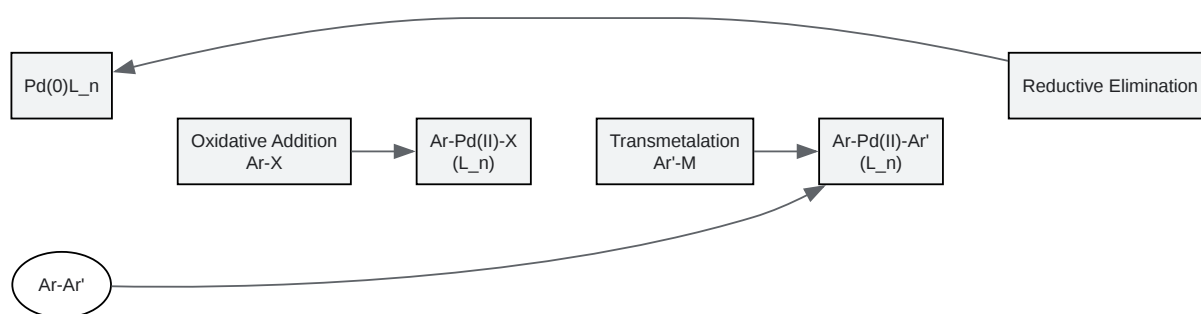 Pd(0)L_n
Reductive Elimination
Oxidative Addition
Ar-X
Ar-Pd(II)-X
(L_n)
Transmetalation
Ar'-M
Ar-Pd(II)-Ar'
(L_n)
Ar-Ar'